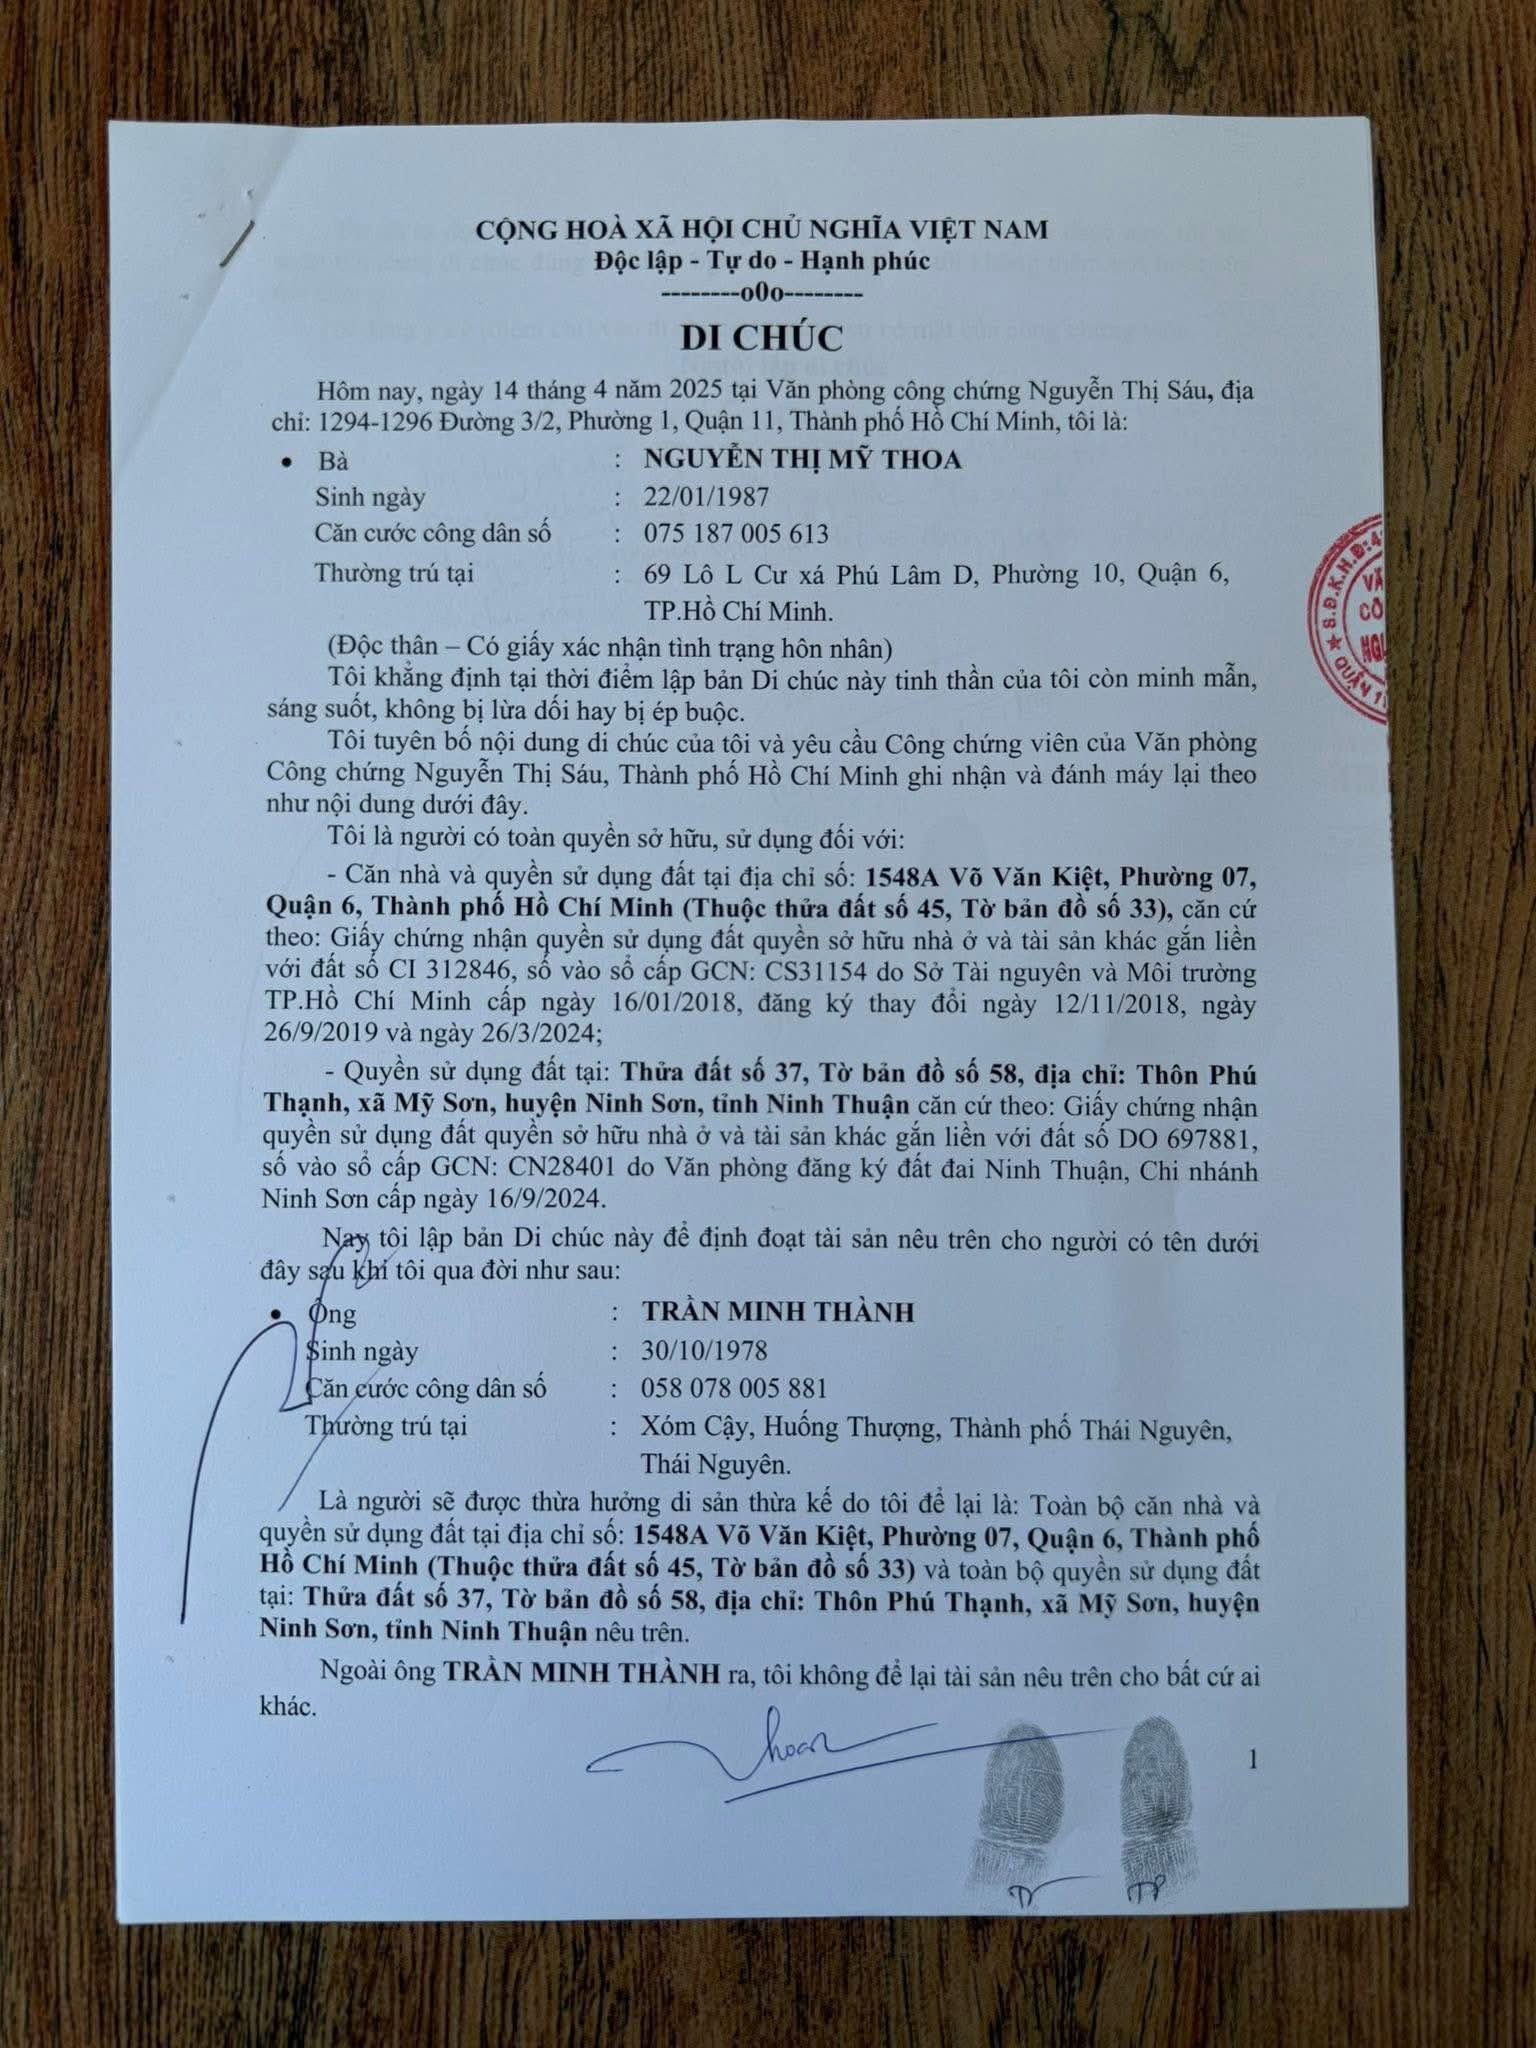 CỘNG HOÀ XÃ HỘI CHỦ NGHĨA VIỆT NAM
Độc lập - Tự do - Hạnh phúc
--------o0o--------
DI CHÚC
Hôm nay, ngày 14 tháng 4 năm 2025 tại Văn phòng công chứng Nguyễn Thị Sáu, địa
chỉ: 1294-1296 Đường 3/2, Phường 1, Quận 11, Thành phố Hồ Chí Minh, tôi là:
• Bà : NGUYỄN THỊ MỸ THOA
Sinh ngày : 22/01/1987
Căn cước công dân số : 075 187 005 613
Thường trú tại : 69 Lô L Cư xá Phú Lâm D, Phường 10, Quận 6,
TP.Hồ Chí Minh.
(Độc thân – Có giấy xác nhận tình trạng hôn nhân)
Tôi khẳng định tại thời điểm lập bản Di chúc này tinh thần của tôi còn minh mẫn,
sáng suốt, không bị lừa dối hay bị ép buộc.
Tôi tuyên bố nội dung di chúc của tôi và yêu cầu Công chứng viên của Văn phòng
Công chứng Nguyễn Thị Sáu, Thành phố Hồ Chí Minh ghi nhận và đánh máy lại theo
như nội dung dưới đây.
Tôi là người có toàn quyền sở hữu, sử dụng đối với:
- Căn nhà và quyền sử dụng đất tại địa chỉ số: 1548A Võ Văn Kiệt, Phường 07,
Quận 6, Thành phố Hồ Chí Minh (Thuộc thửa đất số 45, Tờ bản đồ số 33), căn cứ
theo: Giấy chứng nhận quyền sử dụng đất quyền sở hữu nhà ở và tài sản khác gắn liền
với đất số CI 312846, số vào sổ cấp GCN: CS31154 do Sở Tài nguyên và Môi trường
TP.Hồ Chí Minh cấp ngày 16/01/2018, đăng ký thay đổi ngày 12/11/2018, ngày
26/9/2019 và ngày 26/3/2024;
- Quyền sử dụng đất tại: Thửa đất số 37, Tờ bản đồ số 58, địa chỉ: Thôn Phú
Thạnh, xã Mỹ Sơn, huyện Ninh Sơn, tỉnh Ninh Thuận căn cứ theo: Giấy chứng nhận
quyền sử dụng đất quyền sở hữu nhà ở và tài sản khác gắn liền với đất số DO 697881,
số vào sổ cấp GCN: CN28401 do Văn phòng đăng ký đất đai Ninh Thuận, Chi nhánh
Ninh Sơn cấp ngày 16/9/2024.
Nay tôi lập bản Di chúc này để định đoạt tài sản nêu trên cho người có tên dưới
đây sau khi tôi qua đời như sau:
• Ông : TRẦN MINH THÀNH
Sinh ngày : 30/10/1978
Căn cước công dân số : 058 078 005 881
Thường trú tại : Xóm Cậy, Huống Thượng, Thành phố Thái Nguyên,
Thái Nguyên.
Là người sẽ được thừa hưởng di sản thừa kế do tôi để lại là: Toàn bộ căn nhà và
quyền sử dụng đất tại địa chỉ số: 1548A Võ Văn Kiệt, Phường 07, Quận 6, Thành phố
Hồ Chí Minh (Thuộc thửa đất số 45, Tờ bản đồ số 33) và toàn bộ quyền sử dụng đất
tại: Thửa đất số 37, Tờ bản đồ số 58, địa chỉ: Thôn Phú Thạnh, xã Mỹ Sơn, huyện
Ninh Sơn, tỉnh Ninh Thuận nêu trên.
Ngoài ông TRẦN MINH THÀNH ra, tôi không để lại tài sản nêu trên cho bất cứ ai
khác.
1
TP
S.Đ.K.H.Đ:4
QUẬN 1